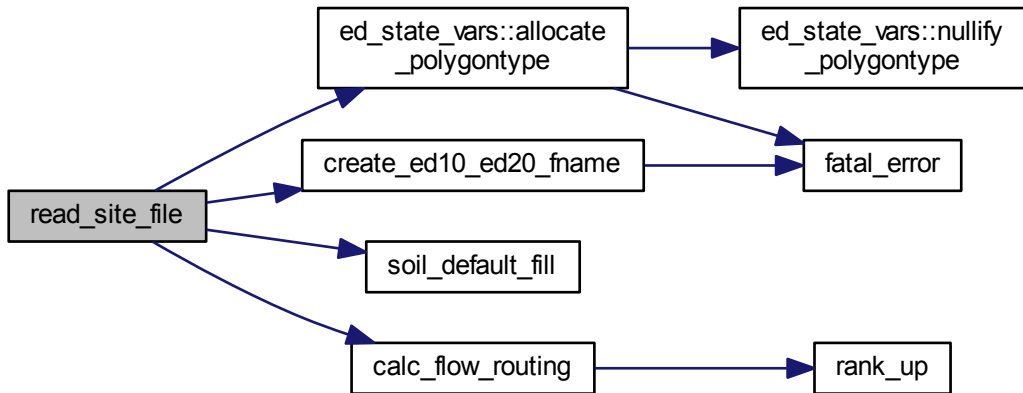 read_site_file
ed_state_vars::allocate
_polygontype
create_ed10_ed20_fname
soil_default_fill
calc_flow_routing
ed_state_vars::nullify
_polygontype
fatal_error
rank_up